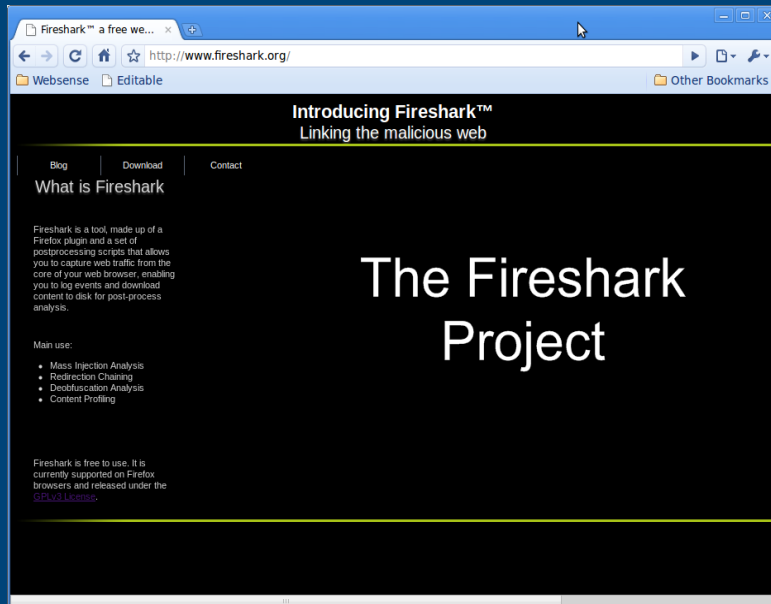 Fireshark™ a free we...
http://www.fireshark.org/
Websense
Editable
Other Bookmarks
Introducing Fireshark™
Linking the malicious web
Blog
Download
Contact
What is Fireshark
Fireshark is a tool, made up of a
Firefox plugin and a set of
postprocessing scripts that allows
you to capture web traffic from the
core of your web browser, enabling
you to log events and download
content to disk for post-process
analysis.
Main use:
Mass Injection Analysis
Redirection Chaining
Deobfuscation Analysis
Content Profiling
Fireshark is free to use. It is
currently supported on Firefox
browsers and released under the
GPLv3 License.
The Fireshark
Project